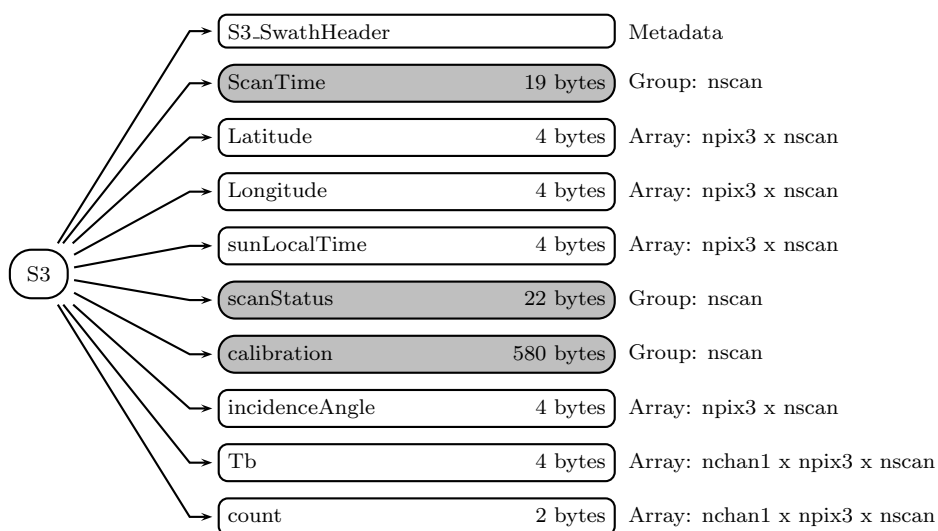 S3_SwathHeader Metadata
ScanTime 19 bytes Group: nscan
Latitude 4 bytes Array: npix3 x nscan
Longitude 4 bytes Array: npix3 x nscan
sunLocalTime 4 bytes Array: npix3 x nscan
S3
scanStatus 22 bytes Group: nscan
calibration 580 bytes Group: nscan
incidenceAngle 4 bytes Array: npix3 x nscan
Tb 4 bytes Array: nchan1 x npix3 x nscan
count 2 bytes Array: nchan1 x npix3 x nscan